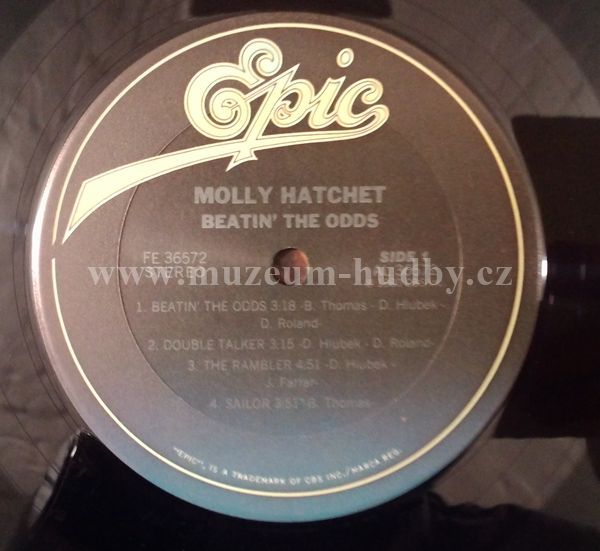 Epic
MOLLY HATCHET
BEATIN' THE ODDS
FE 36572
STEREO
SIDE 1
www.muzeum-hudby.cz
1. BEATIN' THE ODDS 3:18 -B. Thomas - D. Hlubek -
D. Roland-
2. DOUBLE TALKER 3:15 -D. Hlubek - D. Roland-
3. THE RAMBLER 4:51 -D. Hlubek -
J. Farrar-
4. SAILOR 3:51 -B. Thomas-
"EPIC", IS A TRADEMARK OF CBS INC./MARCA REG.